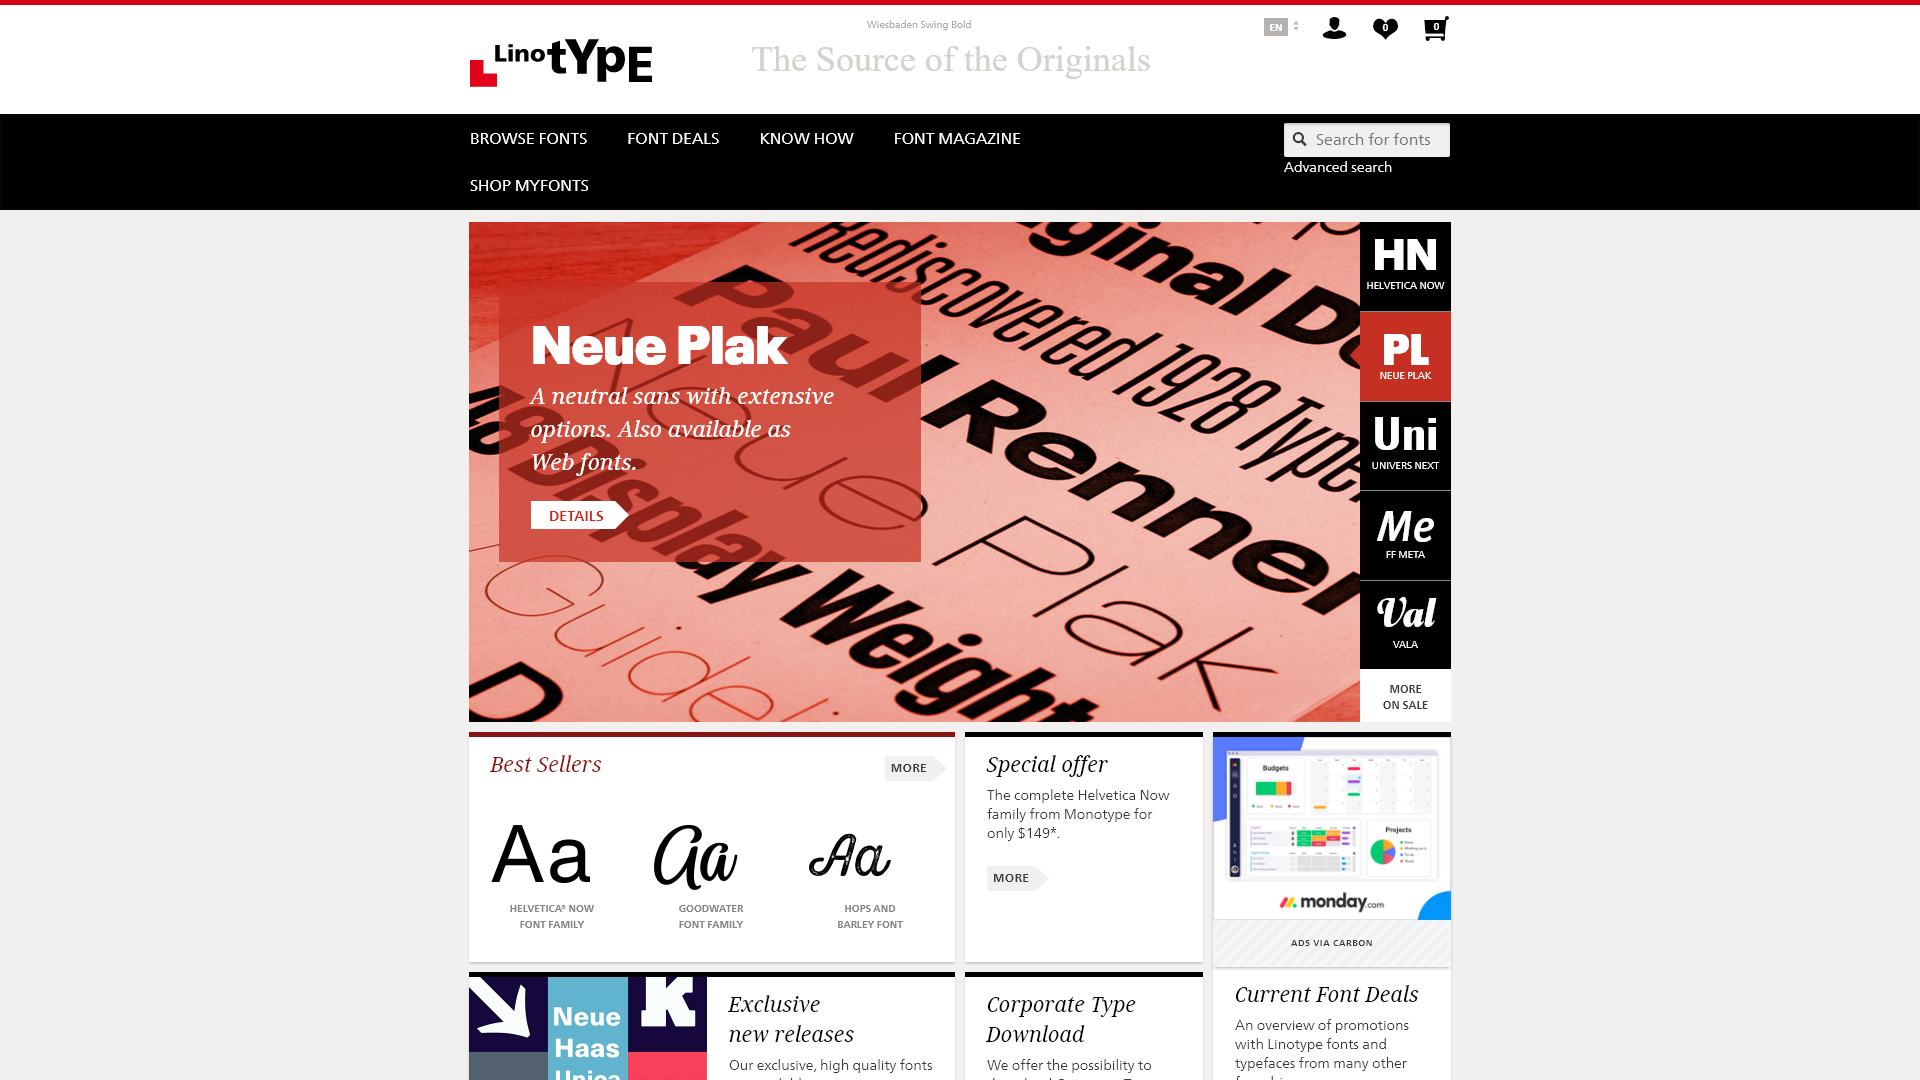 Wiesbaden Swing Bold
EN
0
0
LinotYpE
The Source of the Originals
BROWSE FONTS
FONT DEALS
KNOW HOW
FONT MAGAZINE
SHOP MYFONTS
Search for fonts
Advanced search
Rediscovered 1928 Type
Paul Renner
Neue Plak
Display Weight
Neue Plak
A neutral sans with extensive
options. Also available as
Web fonts.
DETAILS
HN
HELVETICA NOW
PL
NEUE PLAK
Uni
UNIVERS NEXT
Me
FF META
Val
VALA
MORE
ON SALE
Best Sellers
MORE
Aa
HELVETICA® NOW
FONT FAMILY
Aa
GOODWATER
FONT FAMILY
Aa
HOPS AND
BARLEY FONT
Special offer
The complete Helvetica Now
family from Monotype for
only $149*.
MORE
Budgets
Projects
monday.com
ADS VIA CARBON
Neue
Haas
Unica
K
Exclusive
new releases
Our exclusive, high quality fonts
Corporate Type
Download
We offer the possibility to
Current Font Deals
An overview of promotions
with Linotype fonts and
typefaces from many other